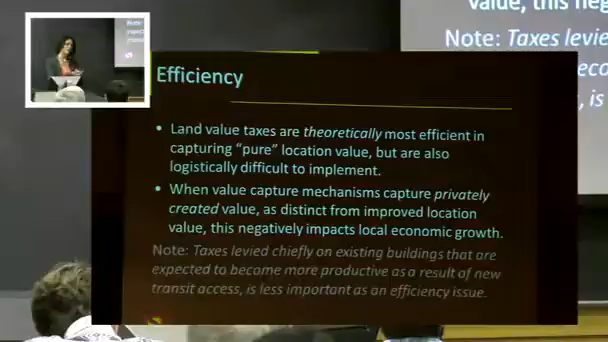 Efficiency
• Land value taxes are theoretically most efficient in
capturing “pure” location value, but are also
logistically difficult to implement.
• When value capture mechanisms capture privately
created value, as distinct from improved location
value, this negatively impacts local economic growth.
Note: Taxes levied chiefly on existing buildings that are
expected to become more productive as a result of new
transit access, is less important as an efficiency issue.
value, this neg
Note: Taxes levie
eco
, is